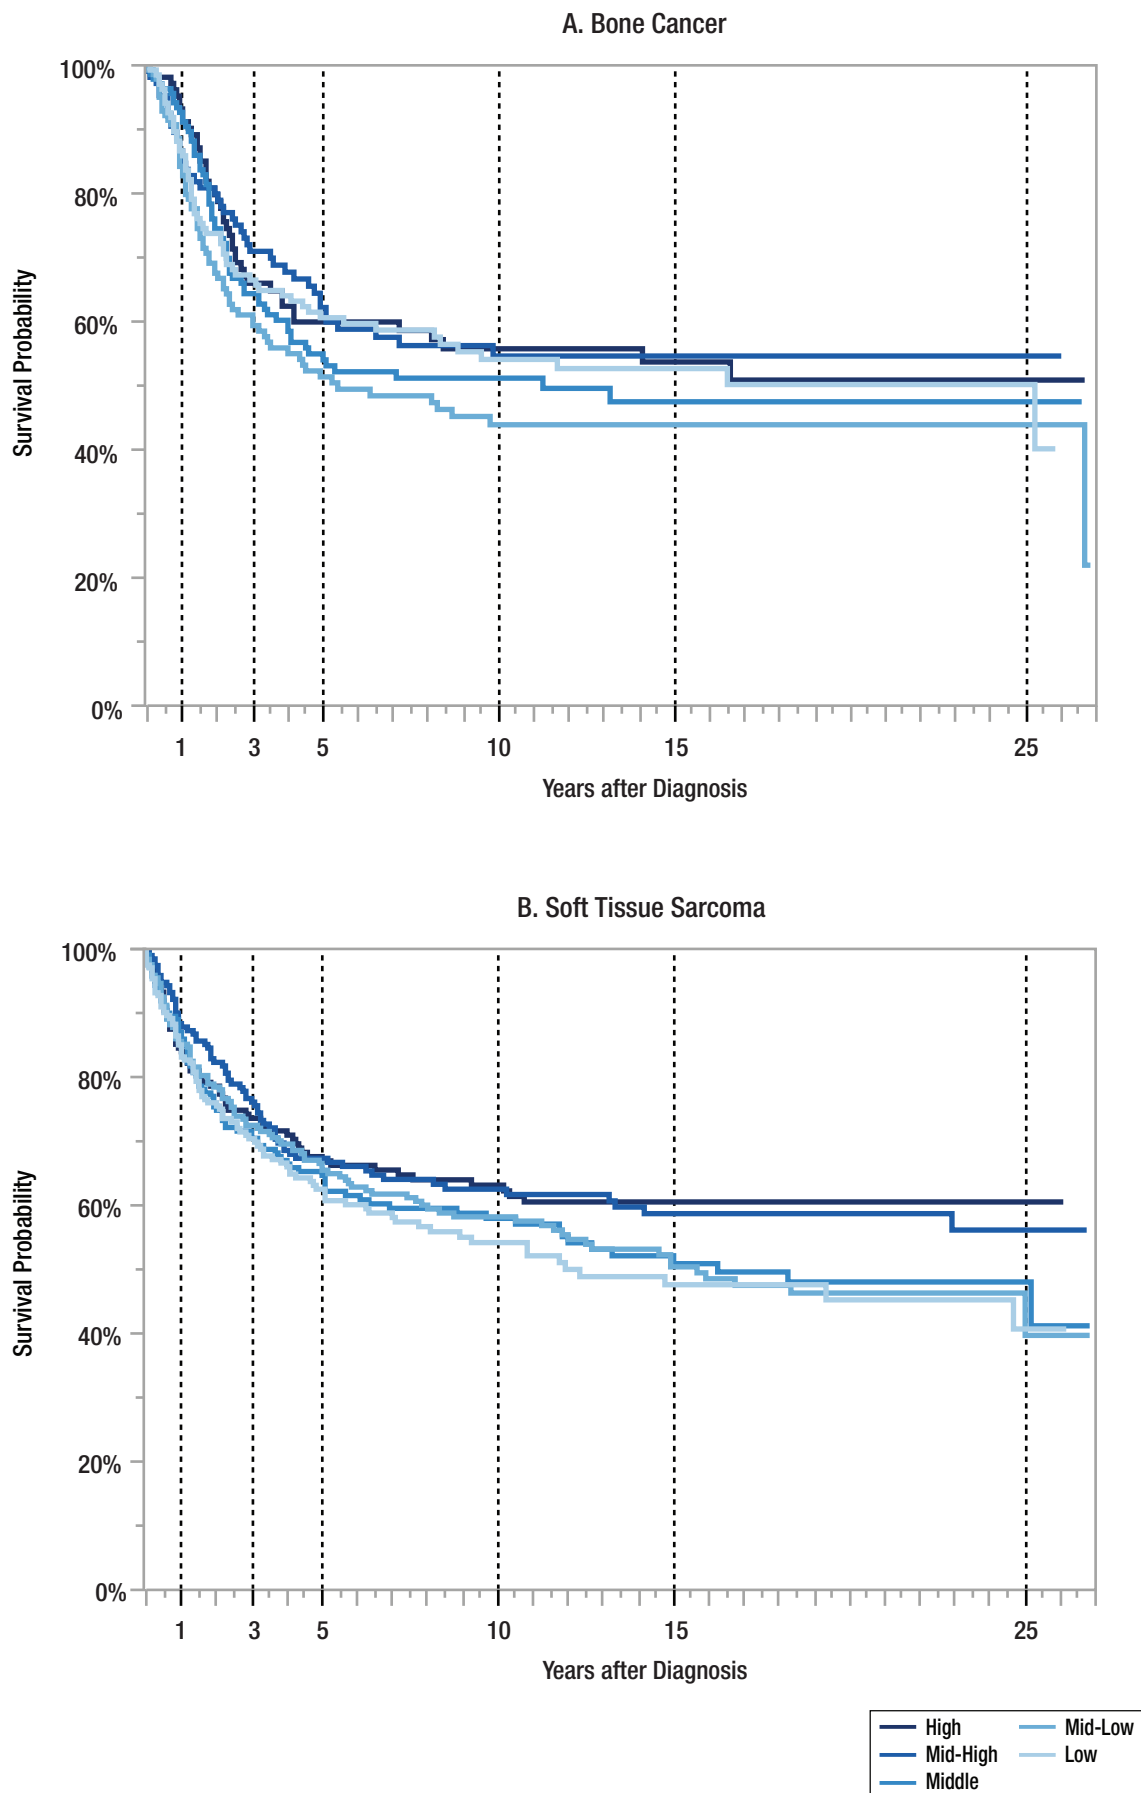 A. Bone Cancer
100%
80%
60%
40%
20%
0%
Survival Probability
1 3 5 10 15 25
Years after Diagnosis
B. Soft Tissue Sarcoma
100%
80%
60%
40%
20%
0%
Survival Probability
1 3 5 10 15 25
Years after Diagnosis
High Mid-Low
Mid-High Low
Middle